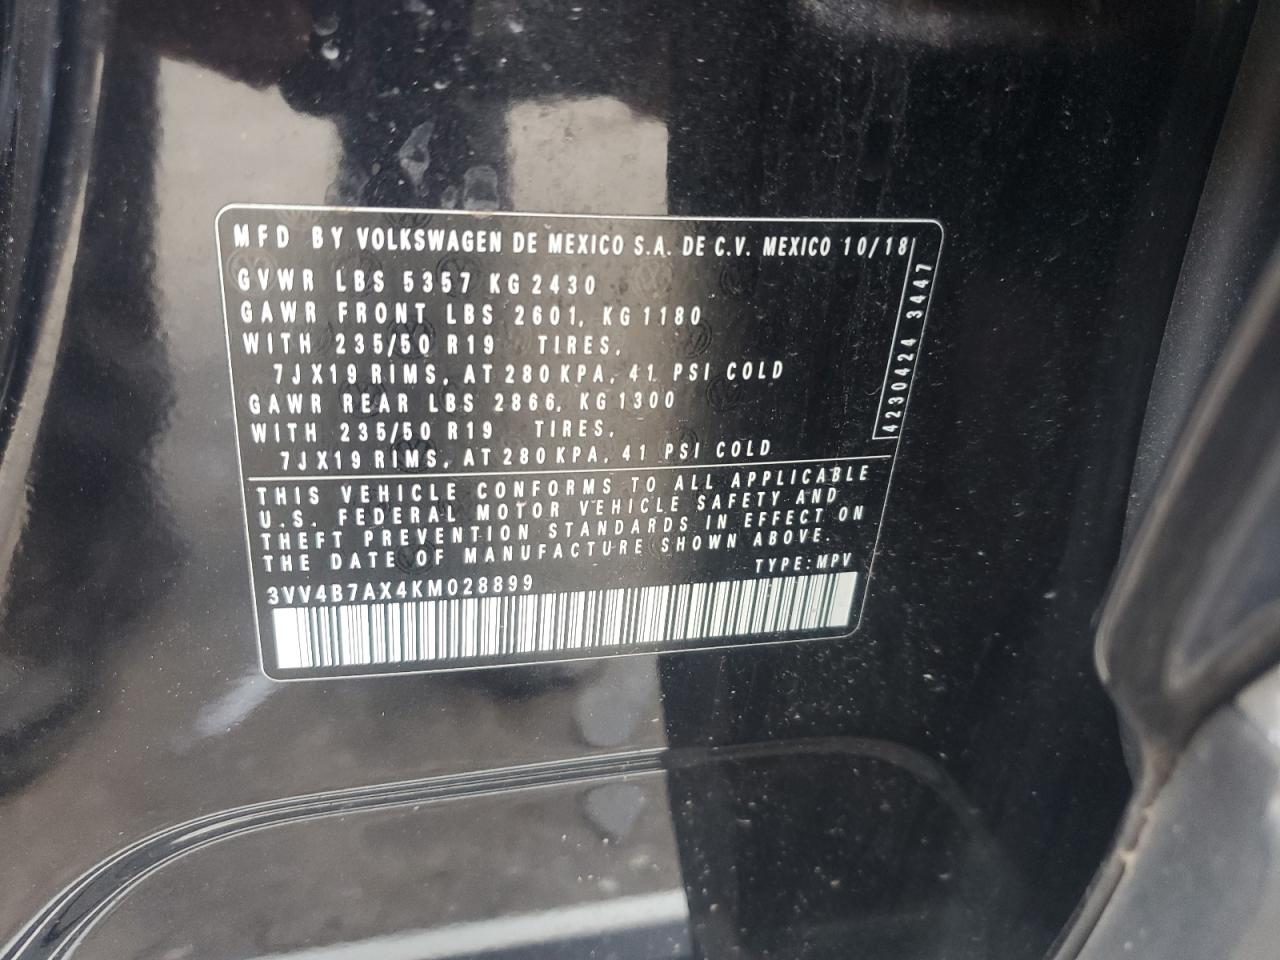 MFD BY VOLKSWAGEN DE MEXICO S.A. DE C.V. MEXICO 10/18
GVWR LBS 5357 KG 2430
GAWR FRONT LBS 2601, KG 1180
WITH 235/50 R19 TIRES,
7JX19 RIMS, AT 280 KPA, 41 PSI COLD
GAWR REAR LBS 2866, KG 1300
WITH 235/50 R19 TIRES,
7JX19 RIMS, AT 280 KPA, 41 PSI COLD
4230424 3447
THIS VEHICLE CONFORMS TO ALL APPLICABLE
U.S. FEDERAL MOTOR VEHICLE SAFETY AND
THEFT PREVENTION STANDARDS IN EFFECT ON
THE DATE OF MANUFACTURE SHOWN ABOVE.
TYPE: MPV
3VV4B7AX4KM028899